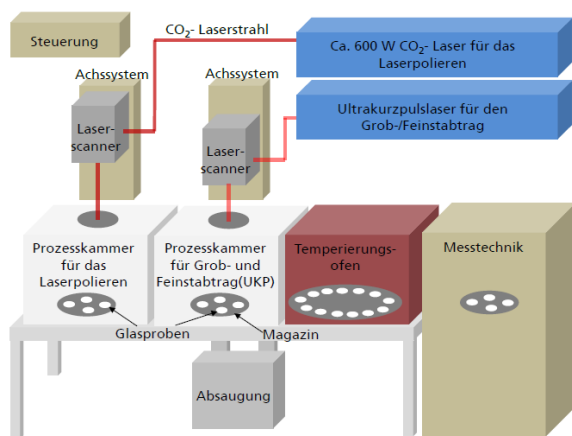 Steuerung
CO₂- Laserstrahl
Ca. 600 W CO₂- Laser für das
Laserpolieren
Achssystem
Achssystem
Ultrakurzpulslaser für den
Grob-/Feinstabtrag
Laser-
scanner
Laser-
scanner
Prozesskammer
für das
Laserpolieren
Prozesskammer
für Grob- und
Feinstabtrag(UKP)
Temperierungs-
ofen
Messtechnik
Glasproben
Magazin
Absaugung